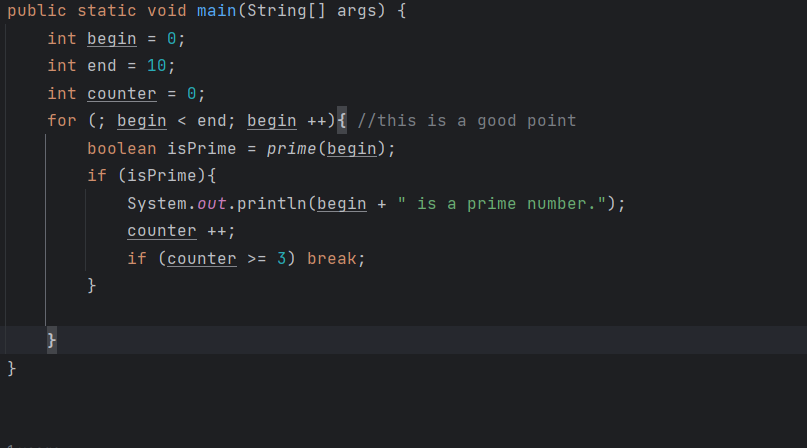 public static void main(String[] args) {
    int begin = 0;
    int end = 10;
    int counter = 0;
    for (; begin < end; begin ++){ //this is a good point
        boolean isPrime = prime(begin);
        if (isPrime){
            System.out.println(begin + " is a prime number.");
            counter ++;
            if (counter >= 3) break;
        }
    }
}